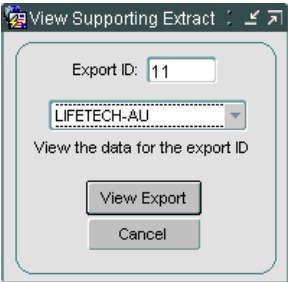 View Supporting Extract
Export ID: 11
LIFETECH-AU
View the data for the export ID
View Export
Cancel